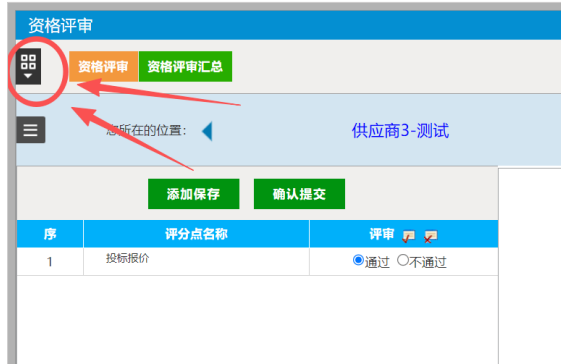 资格评审
资格评审 资格评审汇总
您所在的位置： 供应商3-测试
添加保存 确认提交
序 评分点名称 评审
1 投标报价 通过 不通过